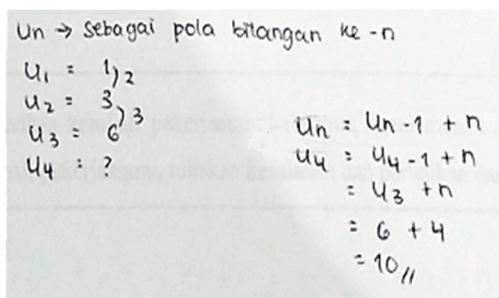 Un → sebagai pola bilangan ke-n
U1 = 1
) 2
U2 = 3
) 3
U3 = 6
U4 = ?
Un = Un-1 + n
U4 = U4-1 + n
= U3 + n
= 6 + 4
= 10 //